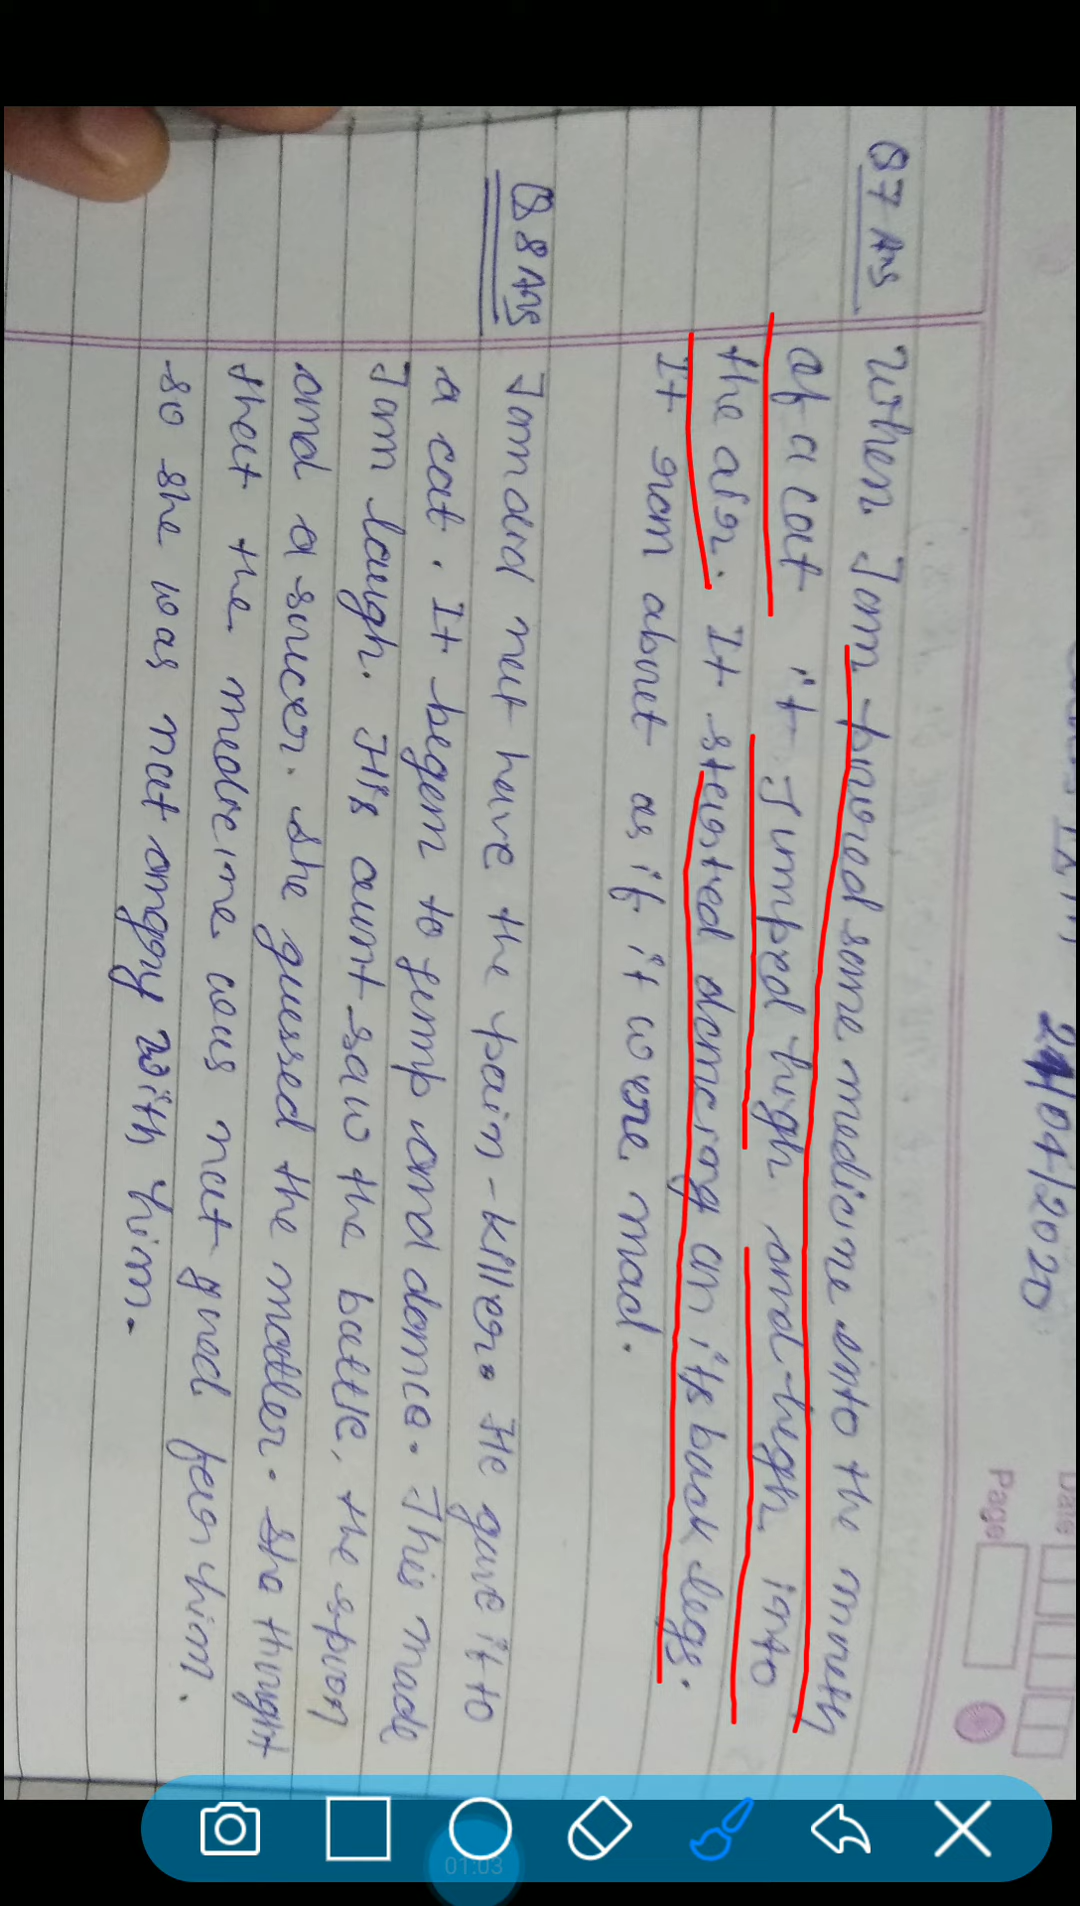 21/04/2020
Date
Page
Q7 Ans When Tom poured some medicine into the mouth
of a cat it Jumped high and high into
the air. It started dancing on its back legs.
It ran about as if it were mad.
Q8 Ans Tom did not have the pain-killer. He gave it to
a cat. It began to jump and dance. This made
Tom laugh. His aunt saw the bottle, the spoon
and a saucer. She guessed the matter. She thought
that the medicine was not good for him.
so she was not angry with him.
01:03